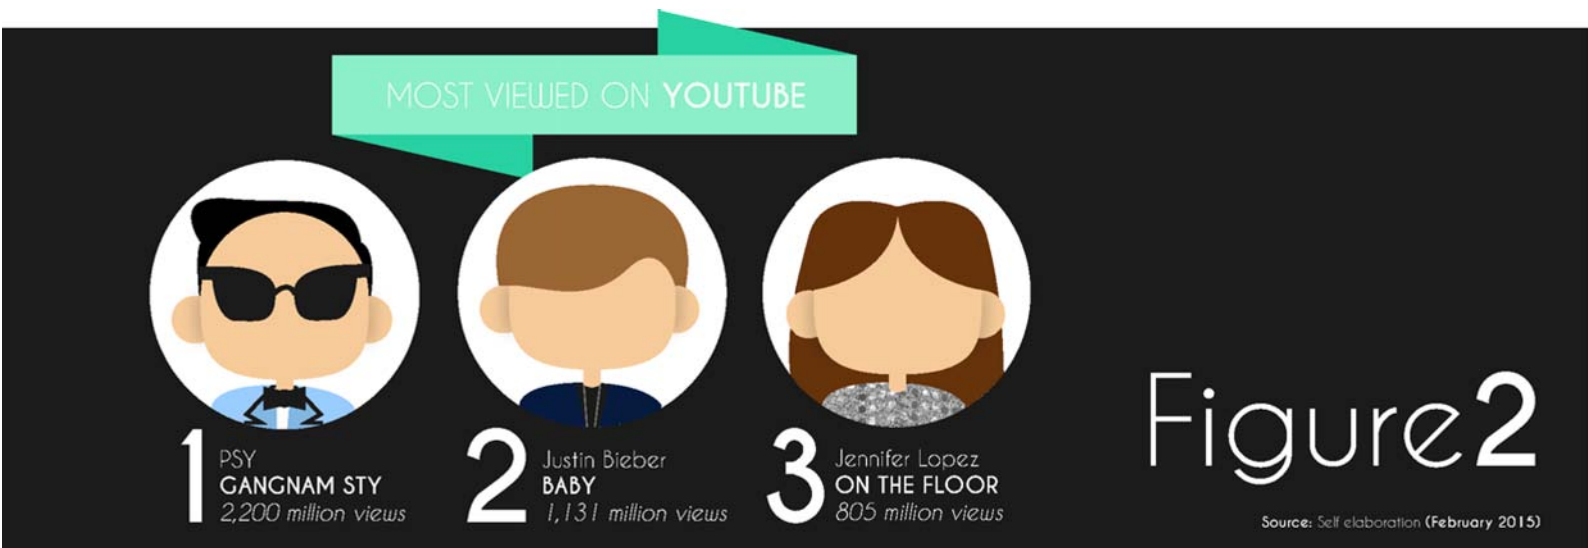 MOST VIEWED ON YOUTUBE
1
PSY
GANGNAM STY
2,200 million views
2
Justin Bieber
BABY
1,131 million views
3
Jennifer Lopez
ON THE FLOOR
805 million views
Figure2
Source: Self elaboration (February 2015)